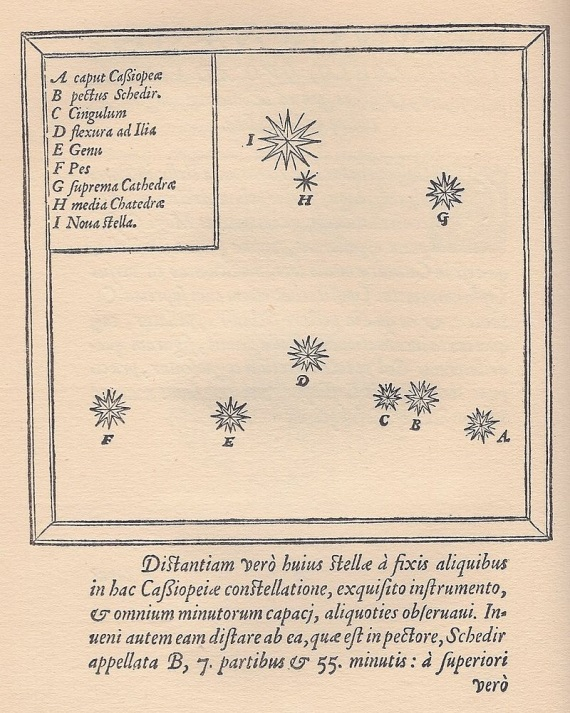 A caput Caſsiopeæ
B pectus Schedir.
C Cingulum
D flexura ad Ilia
E Genu
F Pes
G ſuprema Cathedræ
H media Chatedræ
I Noua ſtella.
I
H
G
D
C
B
A
E
F
Diſtantiam verò huius ſtellæ à fixis aliquibus
in hac Caſsiopeiæ conſtellatione, exquiſito inſtrumento,
& omnium minutorum capacj, aliquoties obſeruaui. In-
ueni autem eam diſtare ab ea, quæ eſt in pectore, Schedir
appellata B, 7. partibus & 55. minutis : à ſuperiori
verò